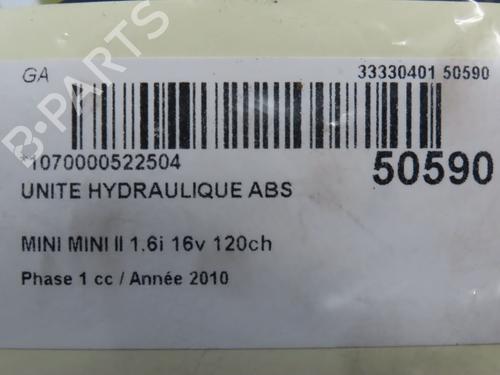 GA
33330401 50590
*1070000522504
50590
UNITE HYDRAULIQUE ABS
MINI MINI II 1.6i 16v 120ch
Phase 1 cc / Année 2010
B-PARTS